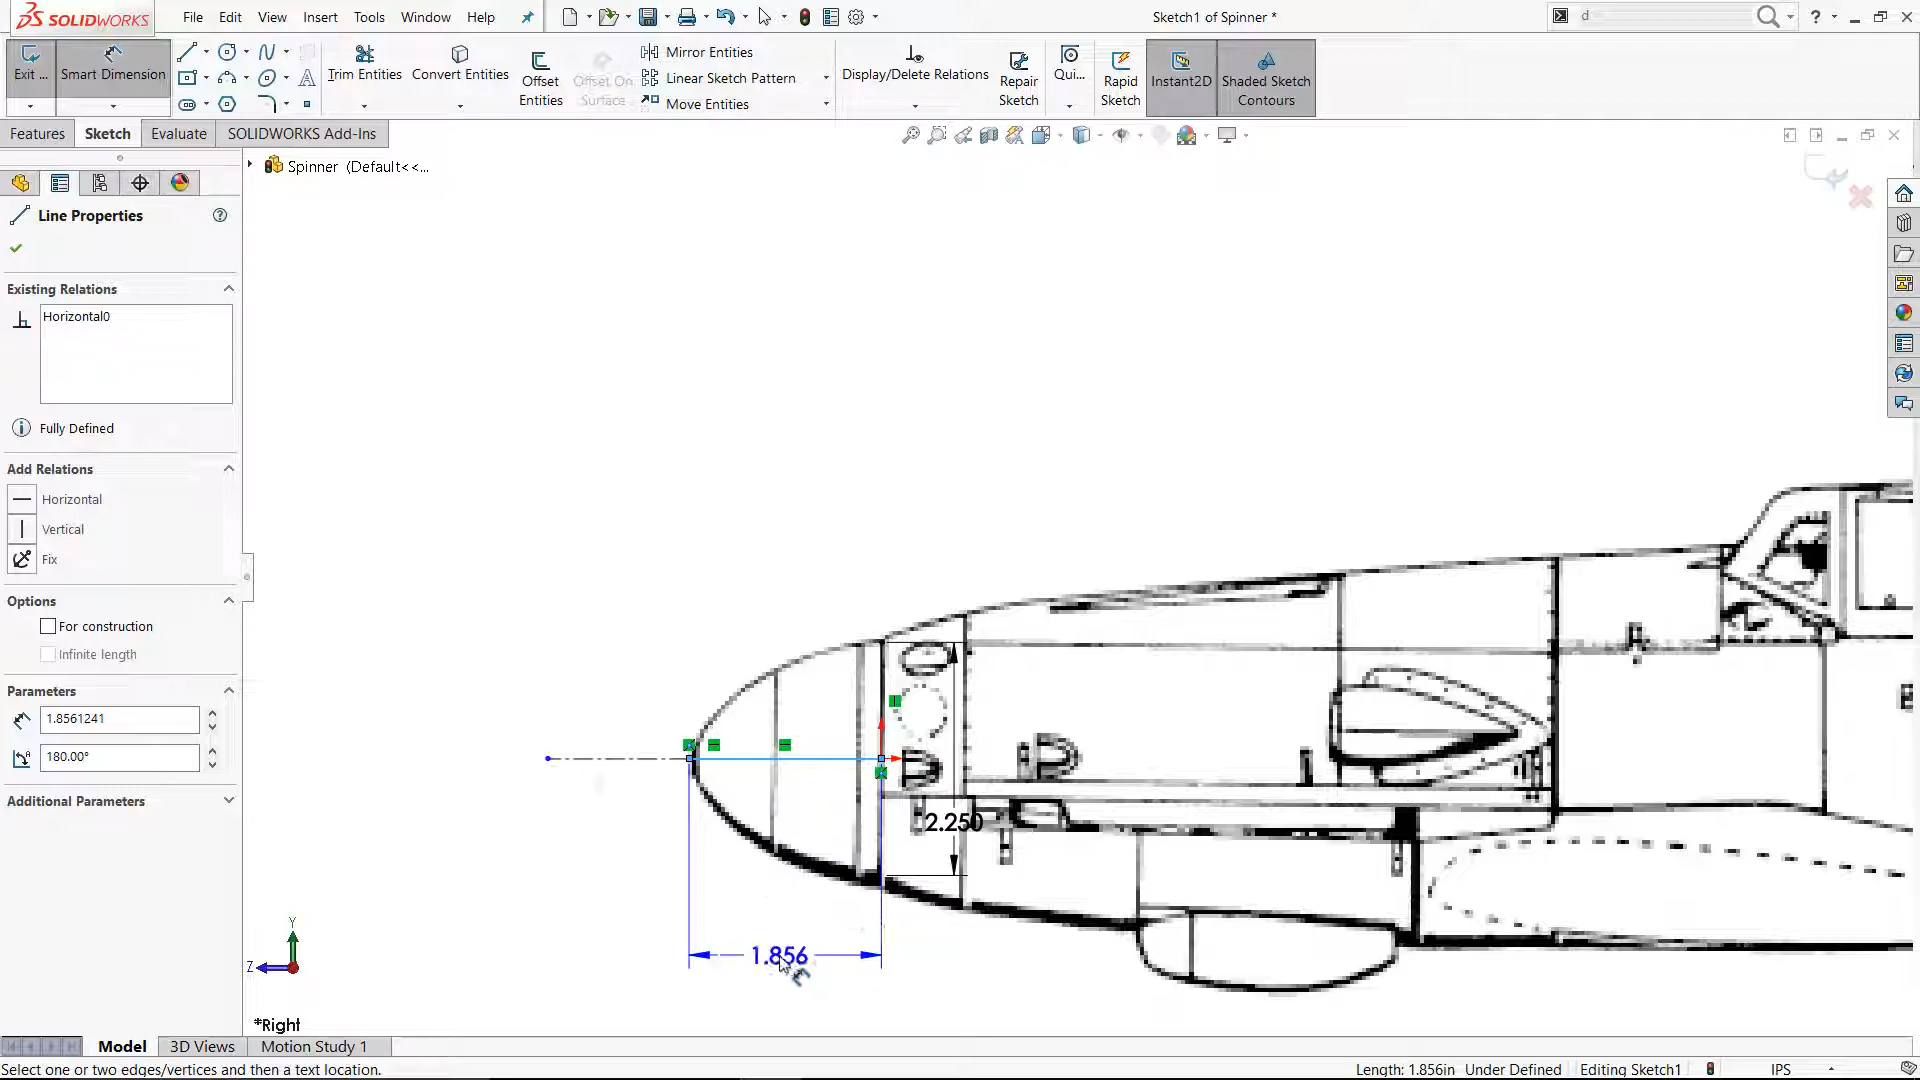 SOLIDWORKS
File Edit View Insert Tools Window Help
Sketch1 of Spinner *
d
Exit ...
Smart Dimension
Trim Entities
Convert Entities
Offset Entities
Offset On Surface
Mirror Entities
Linear Sketch Pattern
Move Entities
Display/Delete Relations
Repair Sketch
Qui...
Rapid Sketch
Instant2D
Shaded Sketch Contours
Features Sketch Evaluate SOLIDWORKS Add-Ins
Spinner (Default<<...
Line Properties
Existing Relations
Horizontal0
Fully Defined
Add Relations
Horizontal
Vertical
Fix
Options
For construction
Infinite length
Parameters
1.8561241
180.00°
Additional Parameters
2.250
1.856
Y
Z
*Right
Model 3D Views Motion Study 1
Select one or two edges/vertices and then a text location.
Length: 1.856in Under Defined Editing Sketch1 IPS